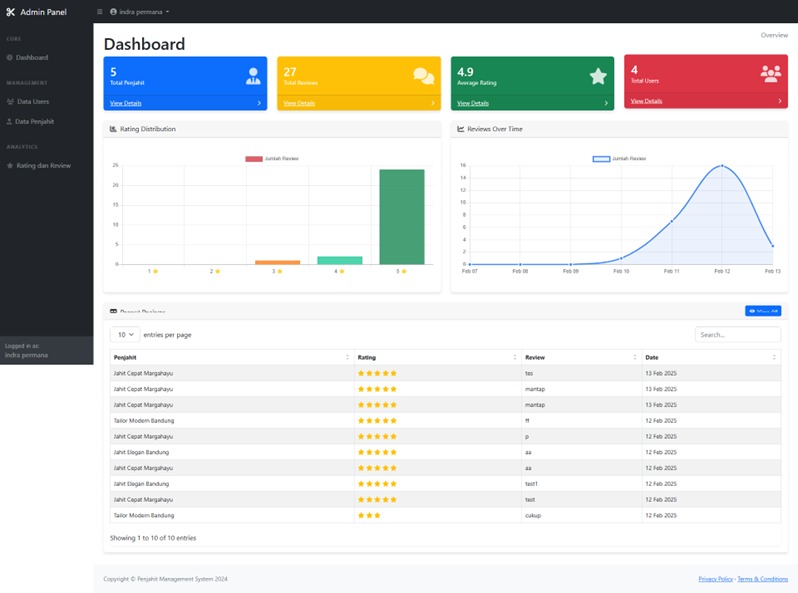 Admin Panel
indra permana
CORE
Dashboard
MANAGEMENT
Data Users
Data Penjahit
ANALYTICS
Rating dan Review
Logged in as:
indra permana
Dashboard
Overview
5
Total Penjahit
View Details
27
Total Reviews
View Details
4.9
Average Rating
View Details
4
Total Users
View Details
Rating Distribution
Jumlah Review
25
20
15
10
5
0
1 2 3 4 5
Reviews Over Time
Jumlah Review
16
14
12
10
8
6
4
2
0
Feb 07 Feb 08 Feb 09 Feb 10 Feb 11 Feb 12 Feb 13
View All
10 entries per page
Search...
Penjahit Rating Review Date
Jahit Cepat Margahayu tes 13 Feb 2025
Jahit Cepat Margahayu mantap 13 Feb 2025
Jahit Cepat Margahayu mantap 13 Feb 2025
Tailor Modern Bandung ff 12 Feb 2025
Jahit Cepat Margahayu p 12 Feb 2025
Jahit Elegan Bandung aa 12 Feb 2025
Jahit Cepat Margahayu aa 12 Feb 2025
Jahit Elegan Bandung test1 12 Feb 2025
Jahit Cepat Margahayu test 12 Feb 2025
Tailor Modern Bandung cukup 12 Feb 2025
Showing 1 to 10 of 10 entries
Copyright © Penjahit Management System 2024
Privacy Policy · Terms & Conditions